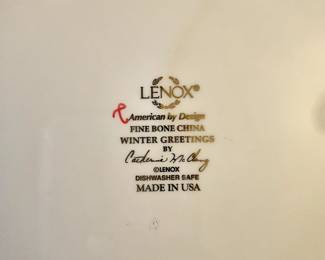 LENOX®
American by Design
FINE BONE CHINA
WINTER GREETINGS
BY
Catherine McClung
©LENOX
DISHWASHER SAFE
MADE IN USA